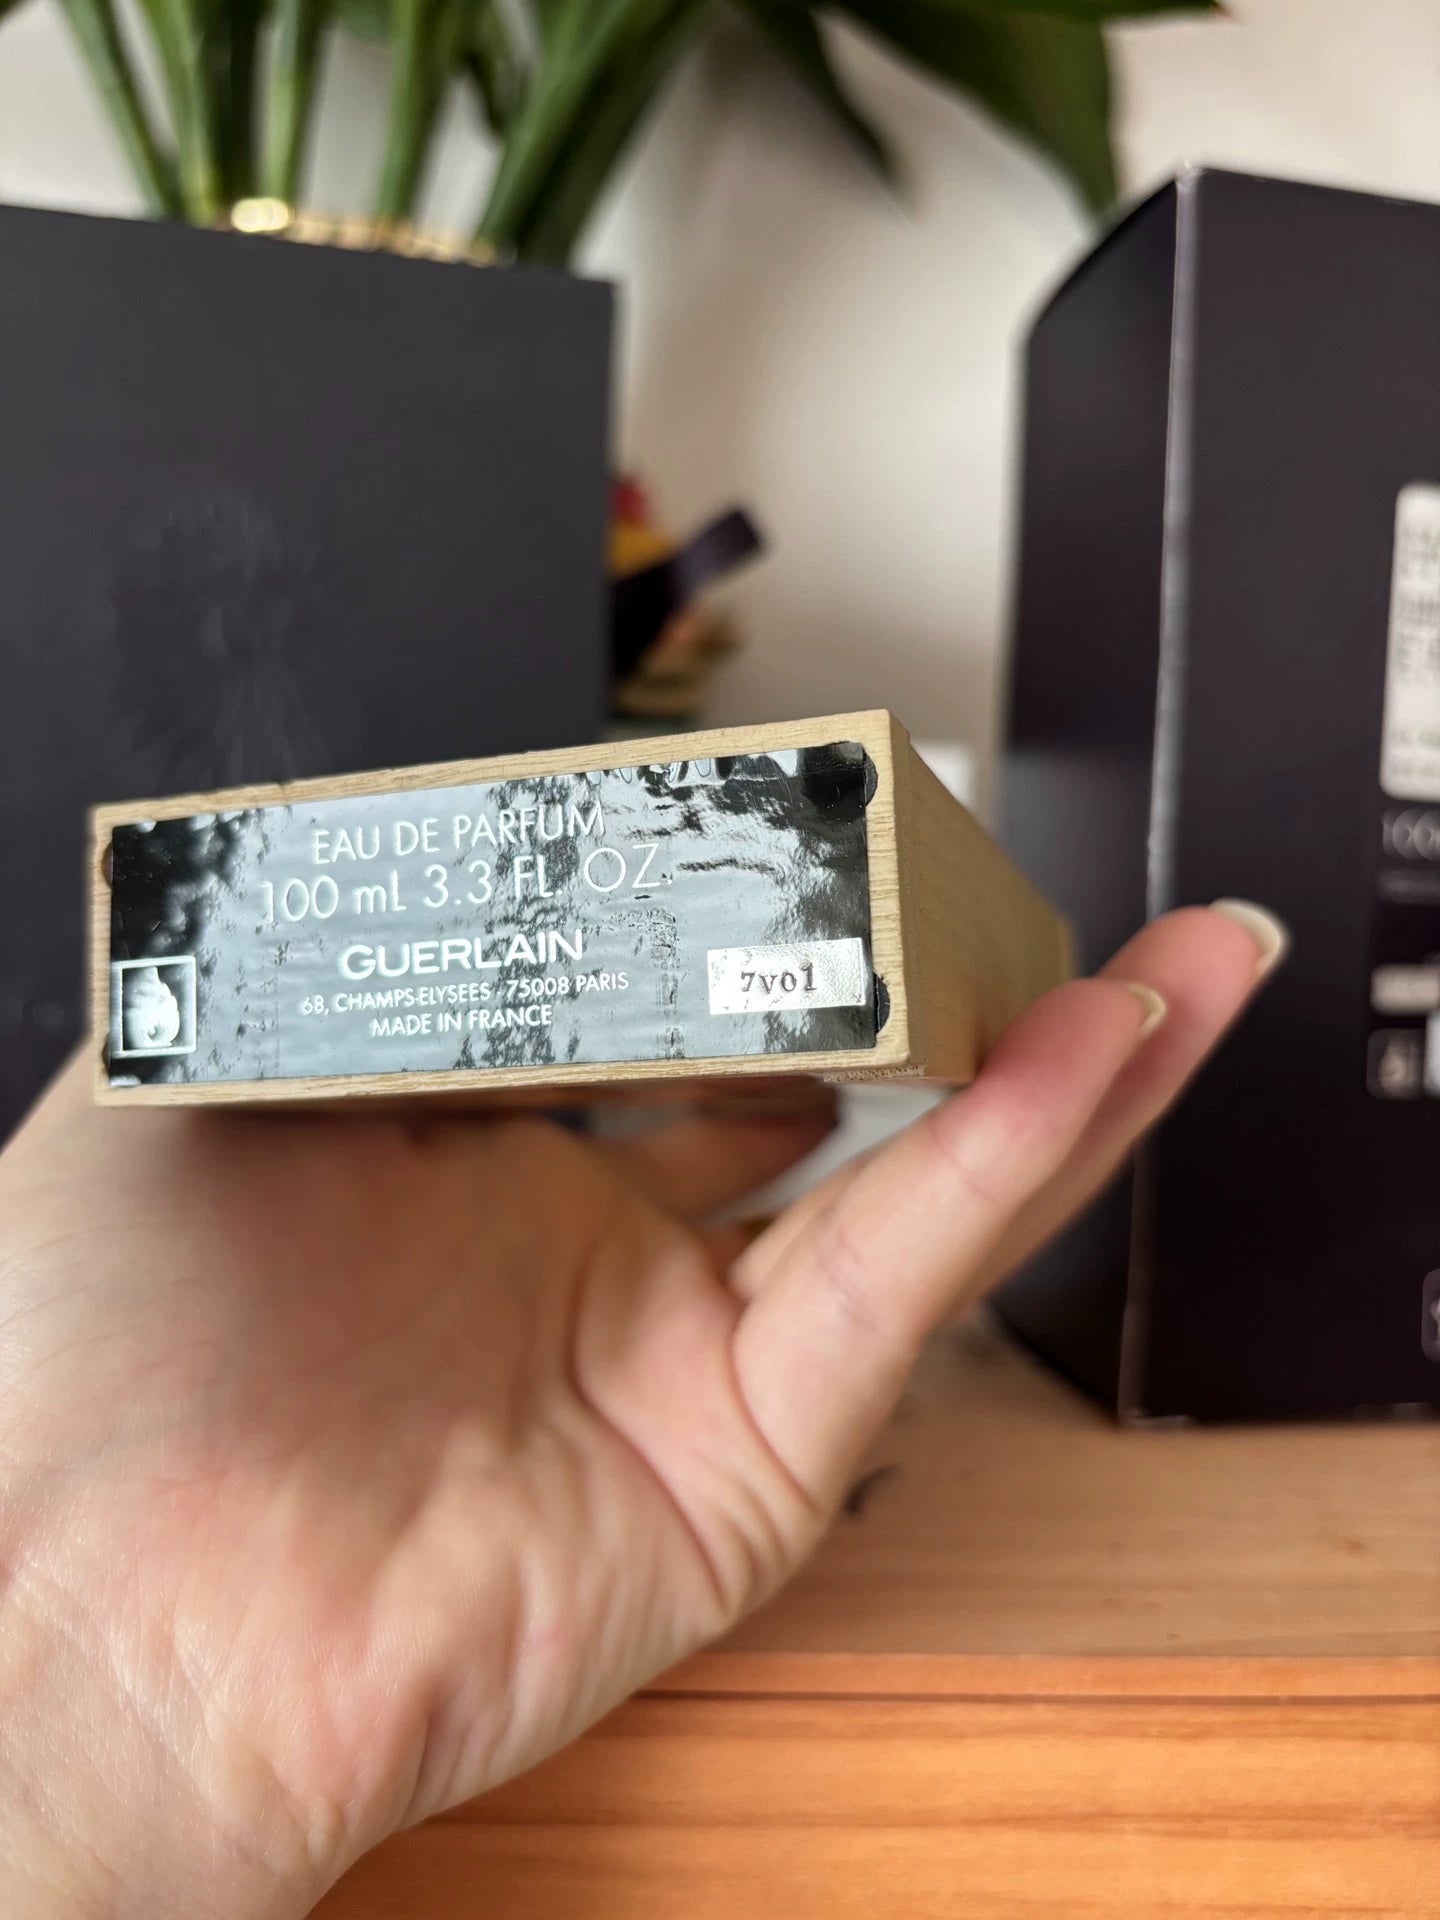 EAU DE PARFUM
100 mL 3.3 FL. OZ.
GUERLAIN
68, CHAMPS-ELYSEES 75008 PARIS
MADE IN FRANCE
7V01
100